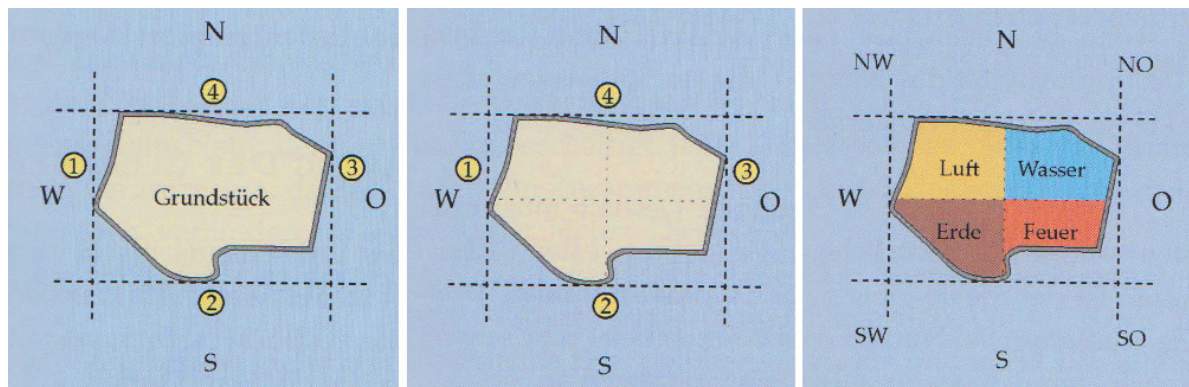 N
4
1
W
Grundstück
3
O
2
S
N
4
1
W
3
O
2
S
N
NW
NO
Luft
Wasser
W
O
Erde
Feuer
SW
SO
S